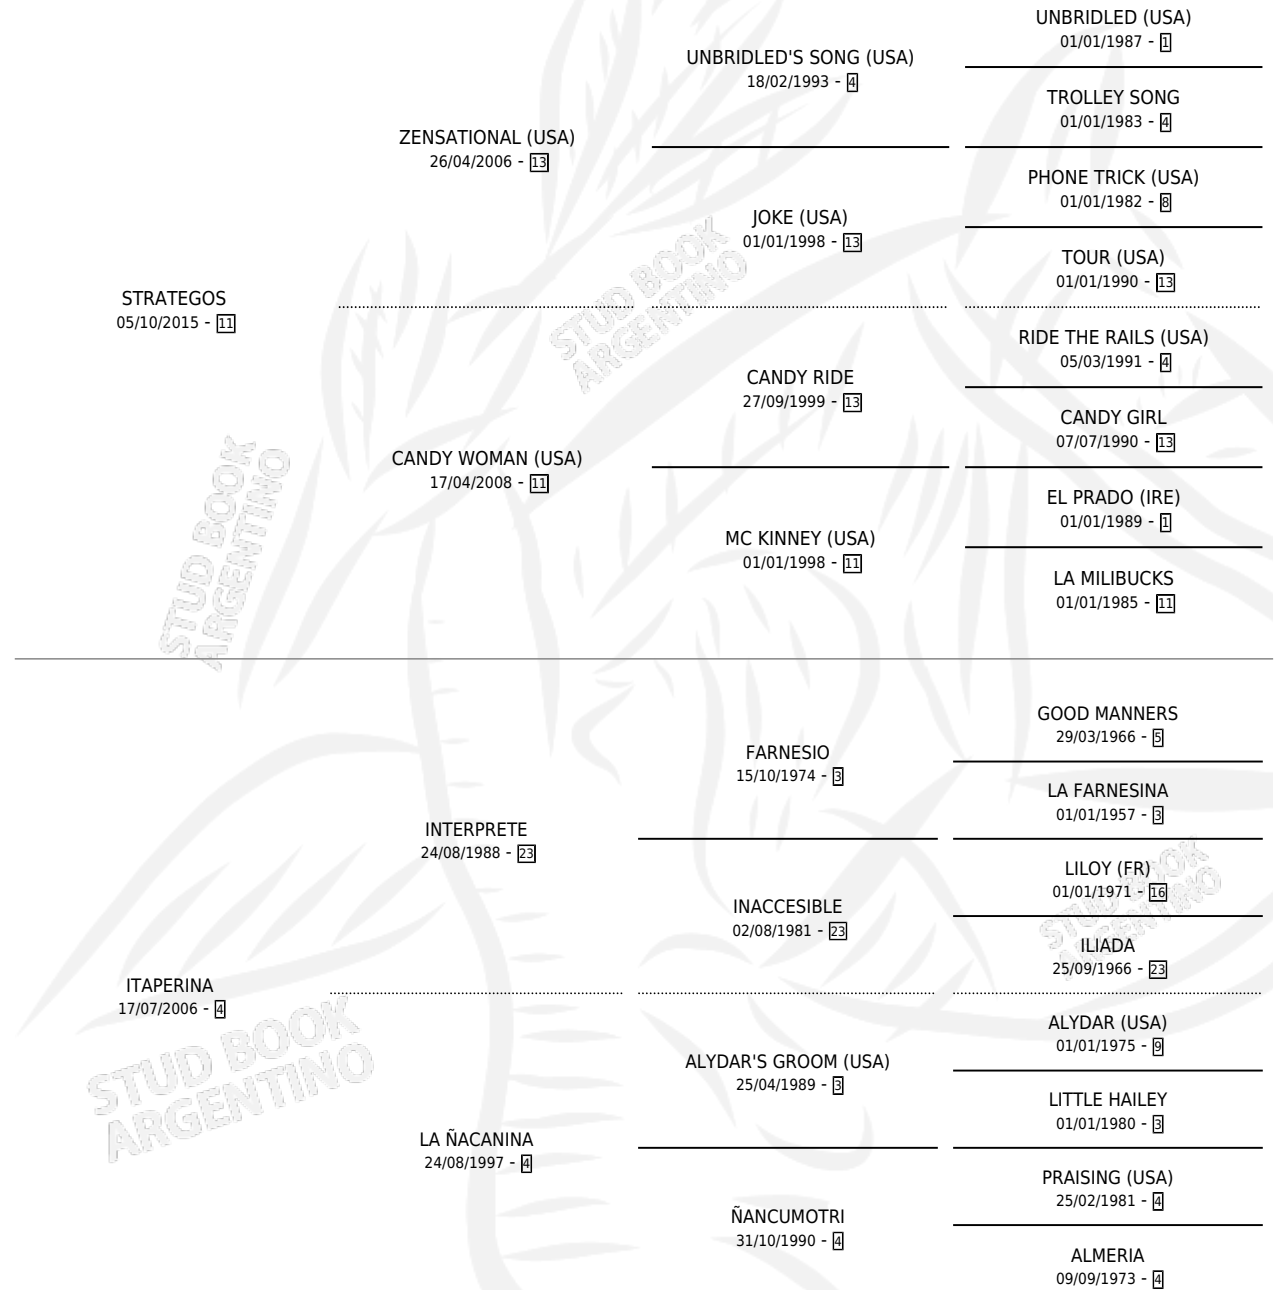 UNBRIDLED (USA)
01/01/1987 - 1
UNBRIDLED'S SONG (USA)
18/02/1993 - 4
TROLLEY SONG
01/01/1983 - 4
ZENSATIONAL (USA)
26/04/2006 - 13
PHONE TRICK (USA)
01/01/1982 - 8
JOKE (USA)
01/01/1998 - 13
TOUR (USA)
01/01/1990 - 13
STRATEGOS
05/10/2015 - 11
RIDE THE RAILS (USA)
05/03/1991 - 4
CANDY RIDE
27/09/1999 - 13
CANDY GIRL
07/07/1990 - 13
CANDY WOMAN (USA)
17/04/2008 - 11
EL PRADO (IRE)
01/01/1989 - 1
MC KINNEY (USA)
01/01/1998 - 11
LA MILIBUCKS
01/01/1985 - 11
STUD BOOK
ARGENTINO
STUD BOOK
ARGENTINO
GOOD MANNERS
29/03/1966 - 5
FARNESIO
15/10/1974 - 3
LA FARNESINA
01/01/1957 - 3
INTERPRETE
24/08/1988 - 23
LILOY (FR)
01/01/1971 - 16
INACCESIBLE
02/08/1981 - 23
ILIADA
25/09/1966 - 23
ITAPERINA
17/07/2006 - 4
ALYDAR (USA)
01/01/1975 - 9
ALYDAR'S GROOM (USA)
25/04/1989 - 3
LITTLE HAILEY
01/01/1980 - 3
LA ÑACANINA
24/08/1997 - 4
PRAISING (USA)
25/02/1981 - 4
ÑANCUMOTRI
31/10/1990 - 4
ALMERIA
09/09/1973 - 4
STUD BOOK
ARGENTINO
STUD BOOK
ARGENTINO